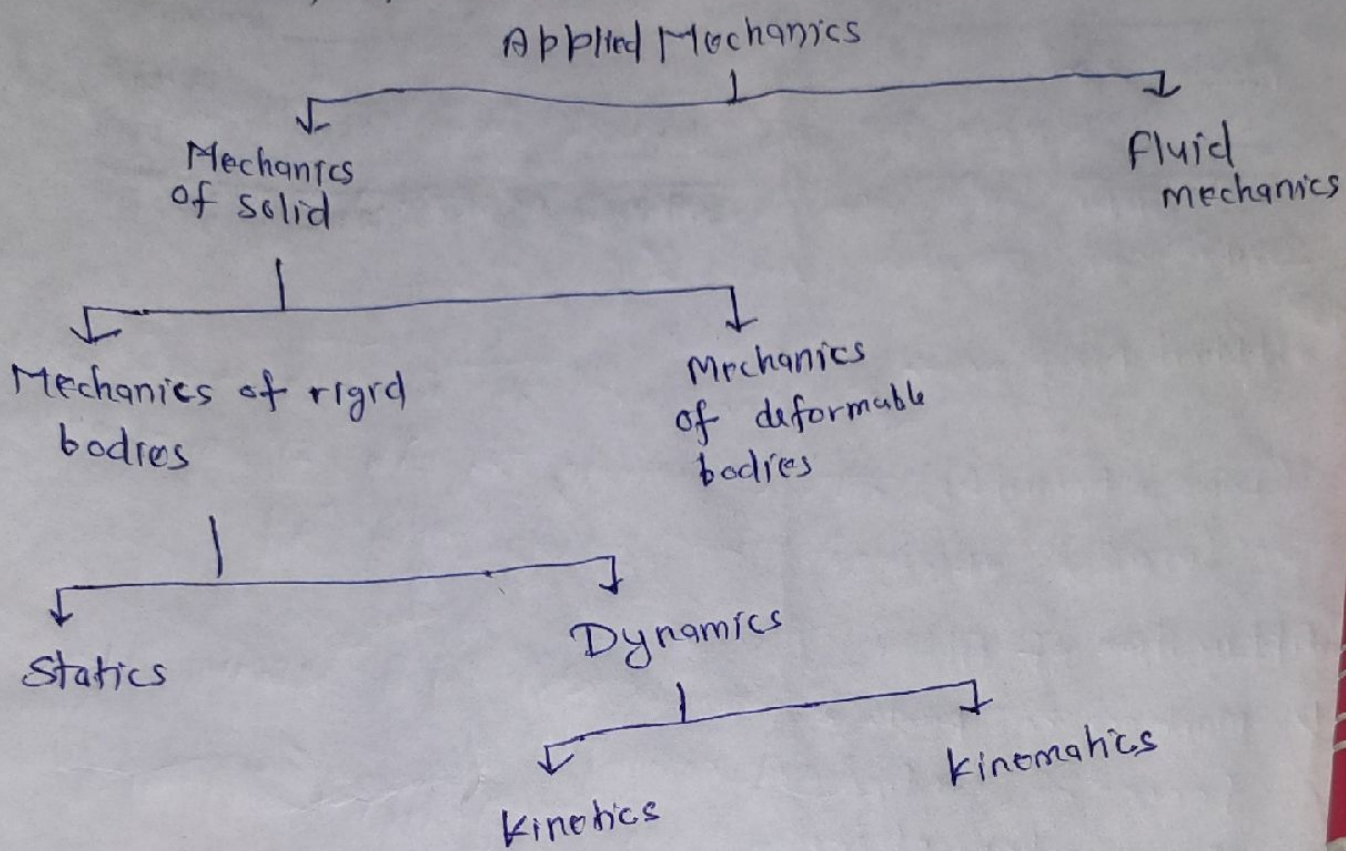 Applied Mechanics
Mechanics
of solid
Fluid
mechanics
Mechanics of rigid
bodies
Mechanics
of deformable
bodies
Statics
Dynamics
Kinetics
Kinematics